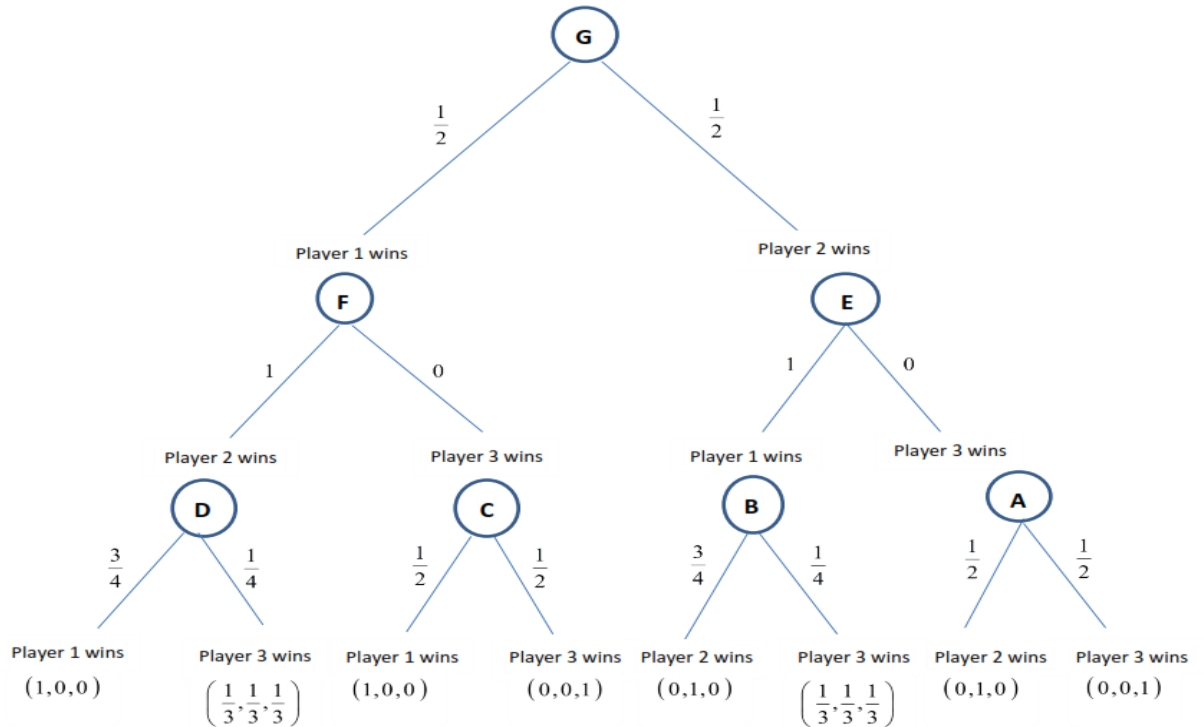 G
1/2 1/2
Player 1 wins Player 2 wins
F E
1 0 1 0
Player 2 wins Player 3 wins Player 1 wins Player 3 wins
D C B A
3/4 1/4 1/2 1/2 3/4 1/4 1/2 1/2
Player 1 wins Player 3 wins Player 1 wins Player 3 wins Player 2 wins Player 3 wins Player 2 wins Player 3 wins
(1,0,0) (1/3,1/3,1/3) (1,0,0) (0,0,1) (0,1,0) (1/3,1/3,1/3) (0,1,0) (0,0,1)